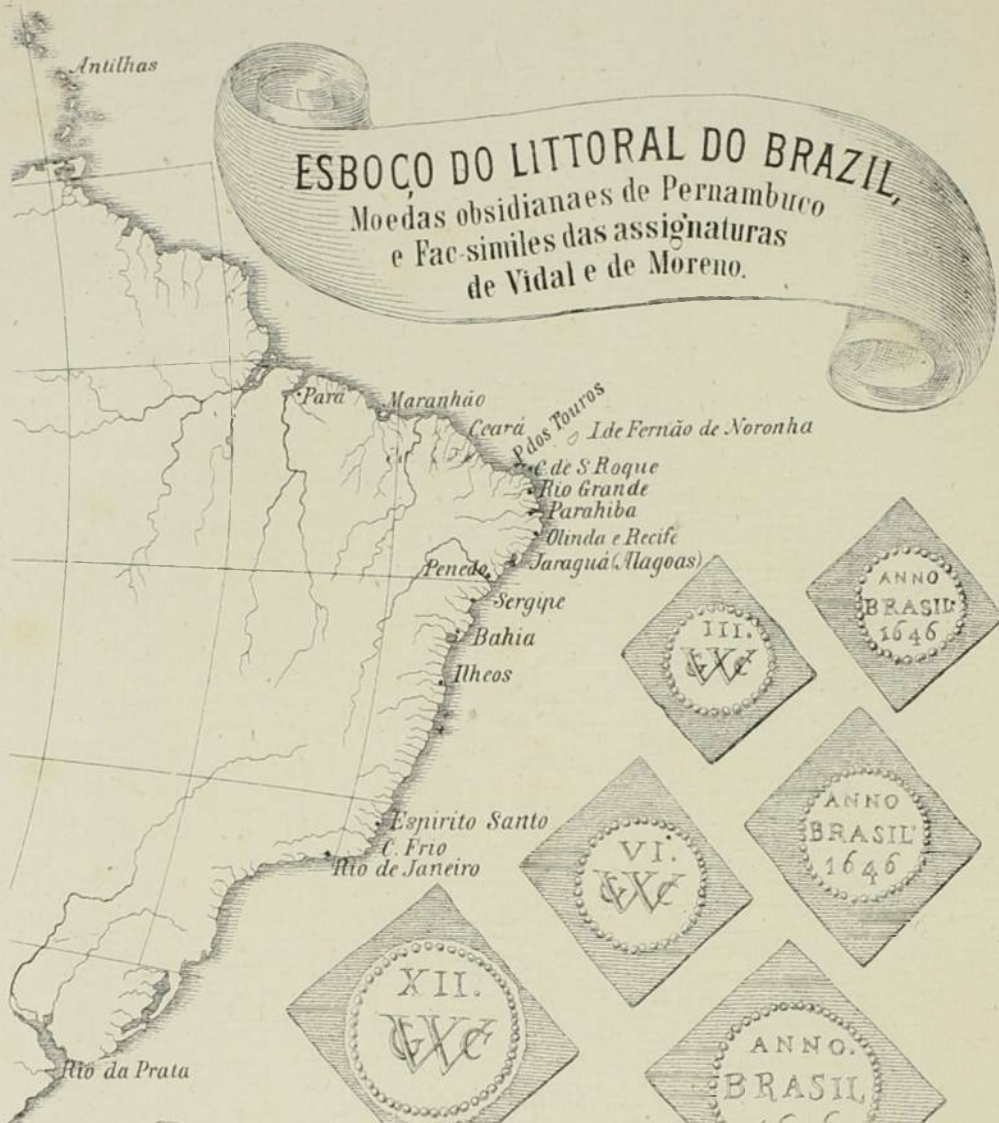 Antilhas
ESBOÇO DO LITTORAL DO BRAZIL,
Moedas obsidianaes de Pernambuco
e Fac-similes das assignaturas
de Vidal e de Moreno.
Pará
Maranhão
Ceará
P. dos Touros
I. de Fernão de Noronha
C. de S Roque
Rio Grande
Parahiba
Olinda e Recife
Jaraguá (Alagoas)
Penedo
Sergipe
Bahia
Ilheos
Espirito Santo
C. Frio
Rio de Janeiro
Rio da Prata
III.
ANNO
BRASIL
1646
VI.
ANNO
BRASIL
1646
XII.
ANNO.
BRASIL